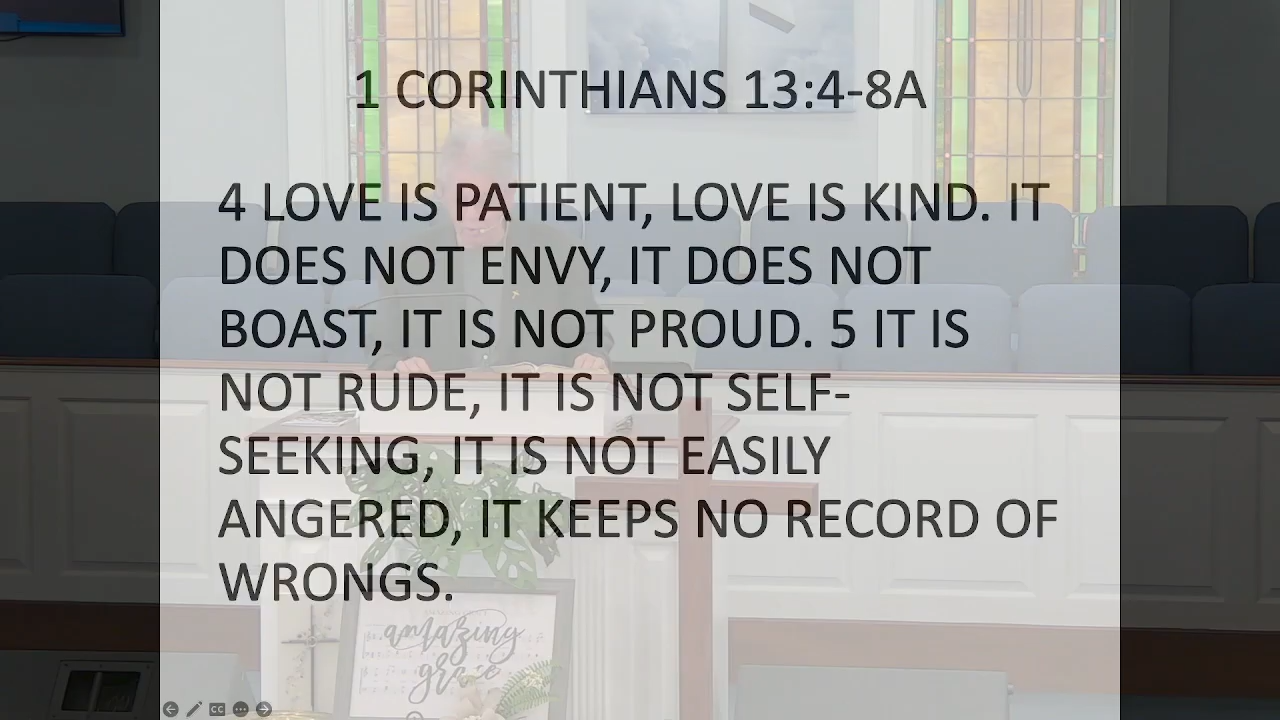 1 CORINTHIANS 13:4-8A
4 LOVE IS PATIENT, LOVE IS KIND. IT
DOES NOT ENVY, IT DOES NOT
BOAST, IT IS NOT PROUD. 5 IT IS
NOT RUDE, IT IS NOT SELF-
SEEKING, IT IS NOT EASILY
ANGERED, IT KEEPS NO RECORD OF
WRONGS.
amazing
grace
CC